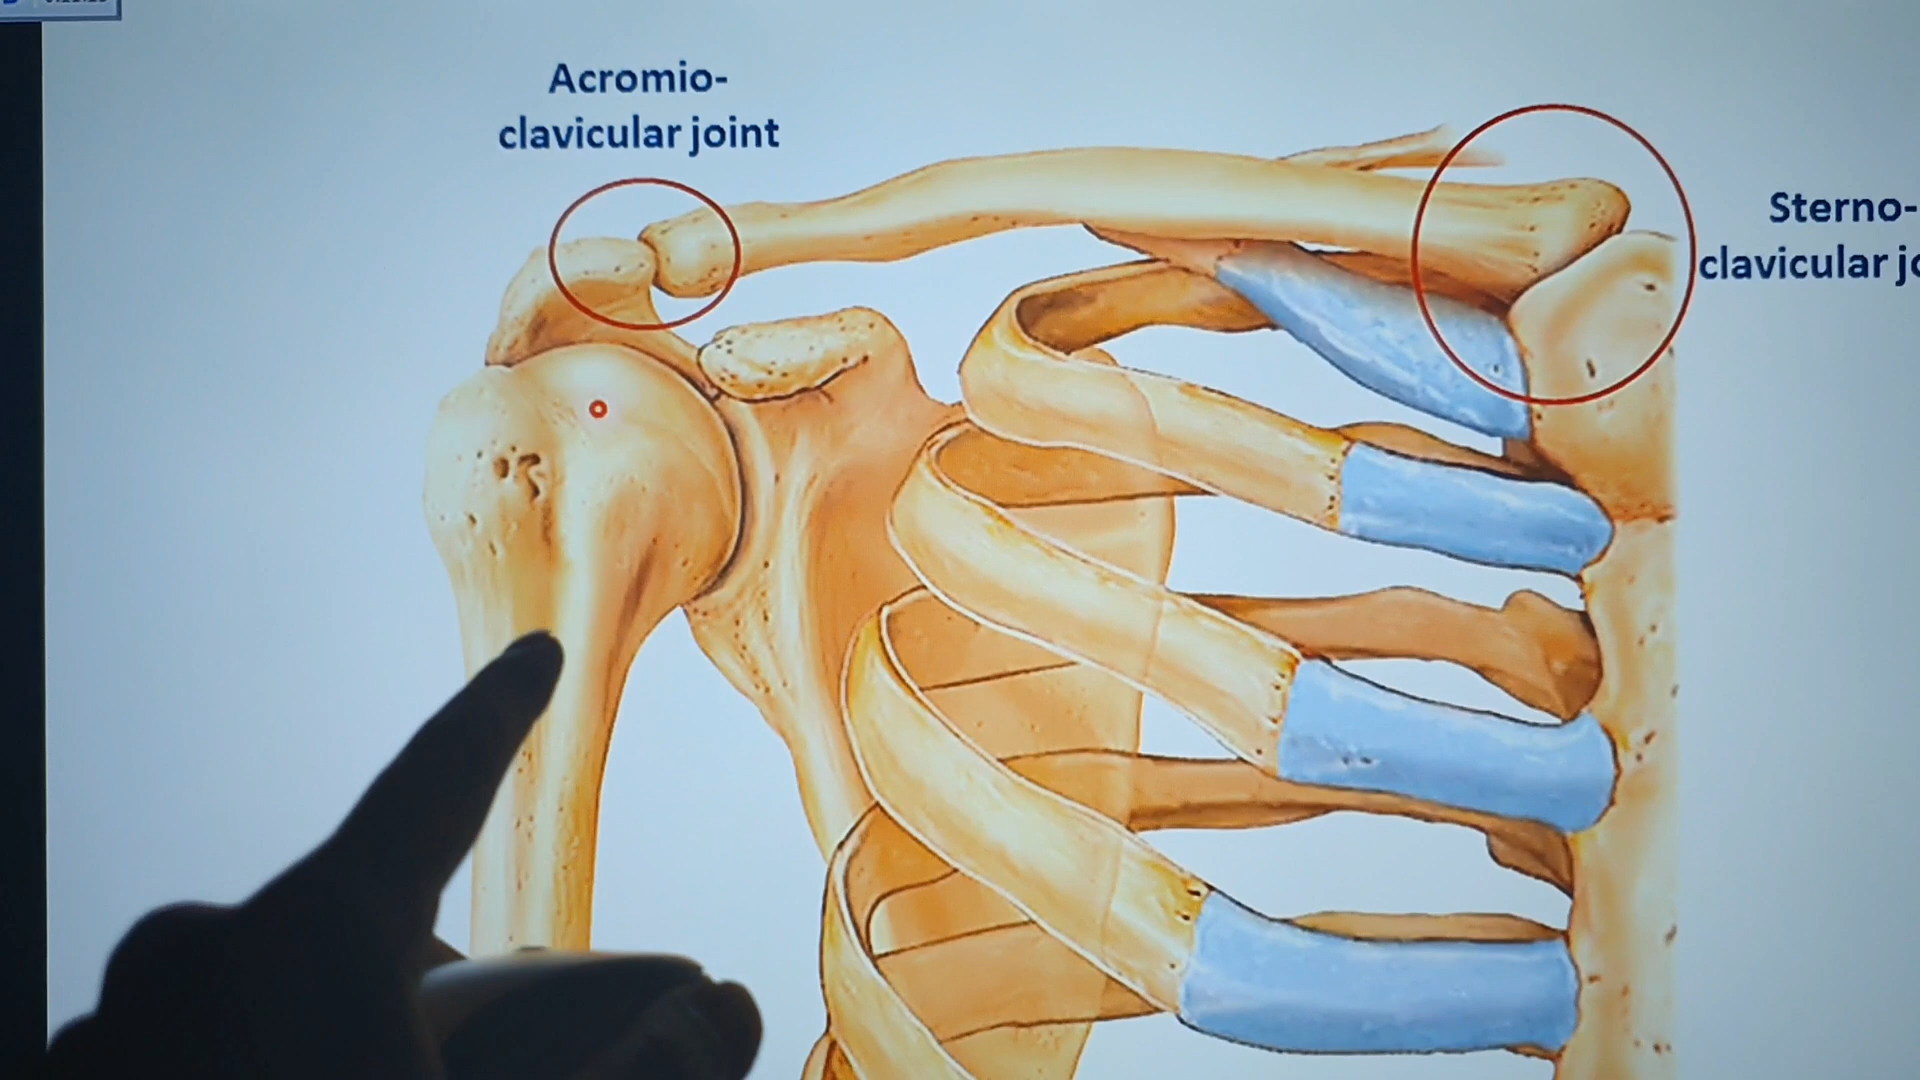 Acromio-
clavicular joint
Sterno-
clavicular